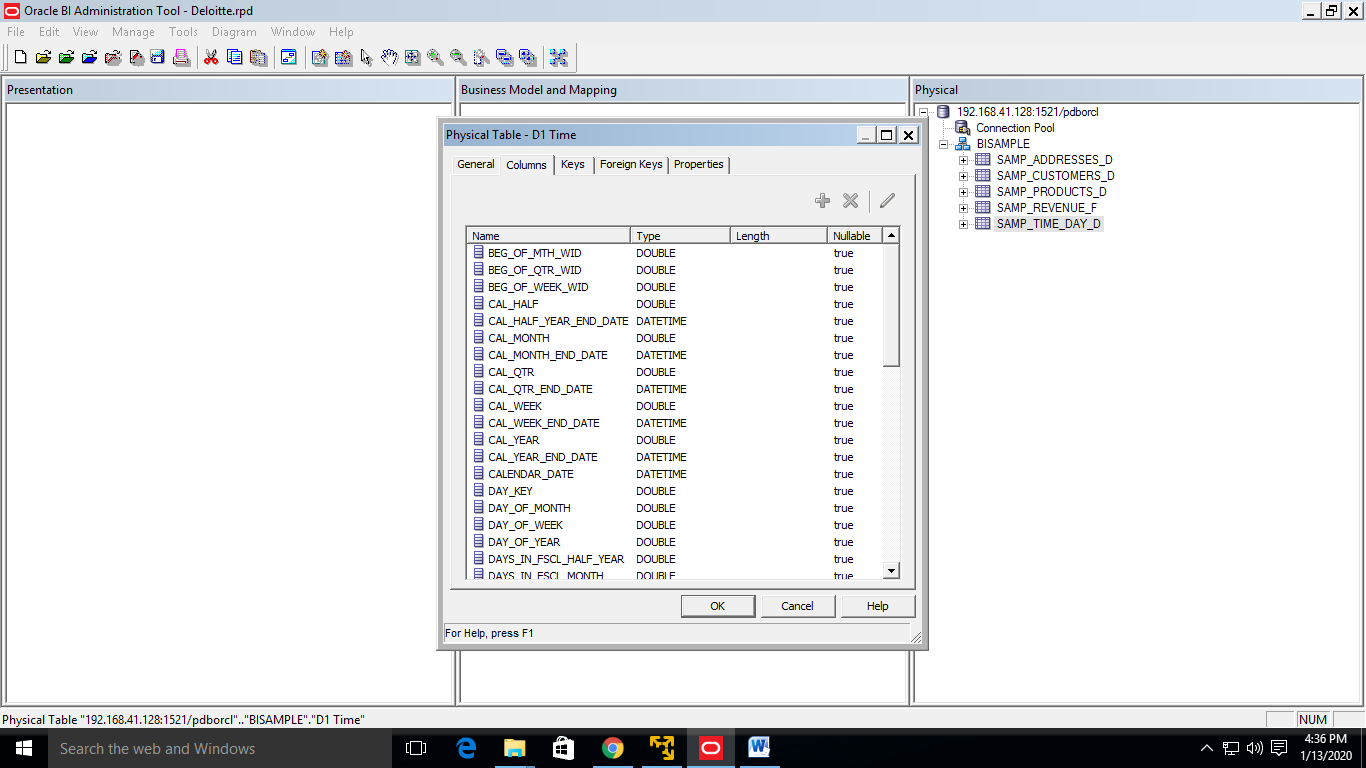 Oracle BI Administration Tool - Deloitte.rpd
File Edit View Manage Tools Diagram Window Help
Presentation
Business Model and Mapping
Physical
192.168.41.128:1521/pdborcl
Connection Pool
BISAMPLE
SAMP_ADDRESSES_D
SAMP_CUSTOMERS_D
SAMP_PRODUCTS_D
SAMP_REVENUE_F
SAMP_TIME_DAY_D
Physical Table - D1 Time
General Columns Keys Foreign Keys Properties
Name Type Length Nullable
BEG_OF_MTH_WID DOUBLE true
BEG_OF_QTR_WID DOUBLE true
BEG_OF_WEEK_WID DOUBLE true
CAL_HALF DOUBLE true
CAL_HALF_YEAR_END_DATE DATETIME true
CAL_MONTH DOUBLE true
CAL_MONTH_END_DATE DATETIME true
CAL_QTR DOUBLE true
CAL_QTR_END_DATE DATETIME true
CAL_WEEK DOUBLE true
CAL_WEEK_END_DATE DATETIME true
CAL_YEAR DOUBLE true
CAL_YEAR_END_DATE DATETIME true
CALENDAR_DATE DATETIME true
DAY_KEY DOUBLE true
DAY_OF_MONTH DOUBLE true
DAY_OF_WEEK DOUBLE true
DAY_OF_YEAR DOUBLE true
DAYS_IN_FSCL_HALF_YEAR DOUBLE true
DAYS_IN_FSCL_MONTH DOUBLE true
OK Cancel Help
For Help, press F1
Physical Table "192.168.41.128:1521/pdborcl".."BISAMPLE"."D1 Time"
NUM
Search the web and Windows
4:36 PM
1/13/2020